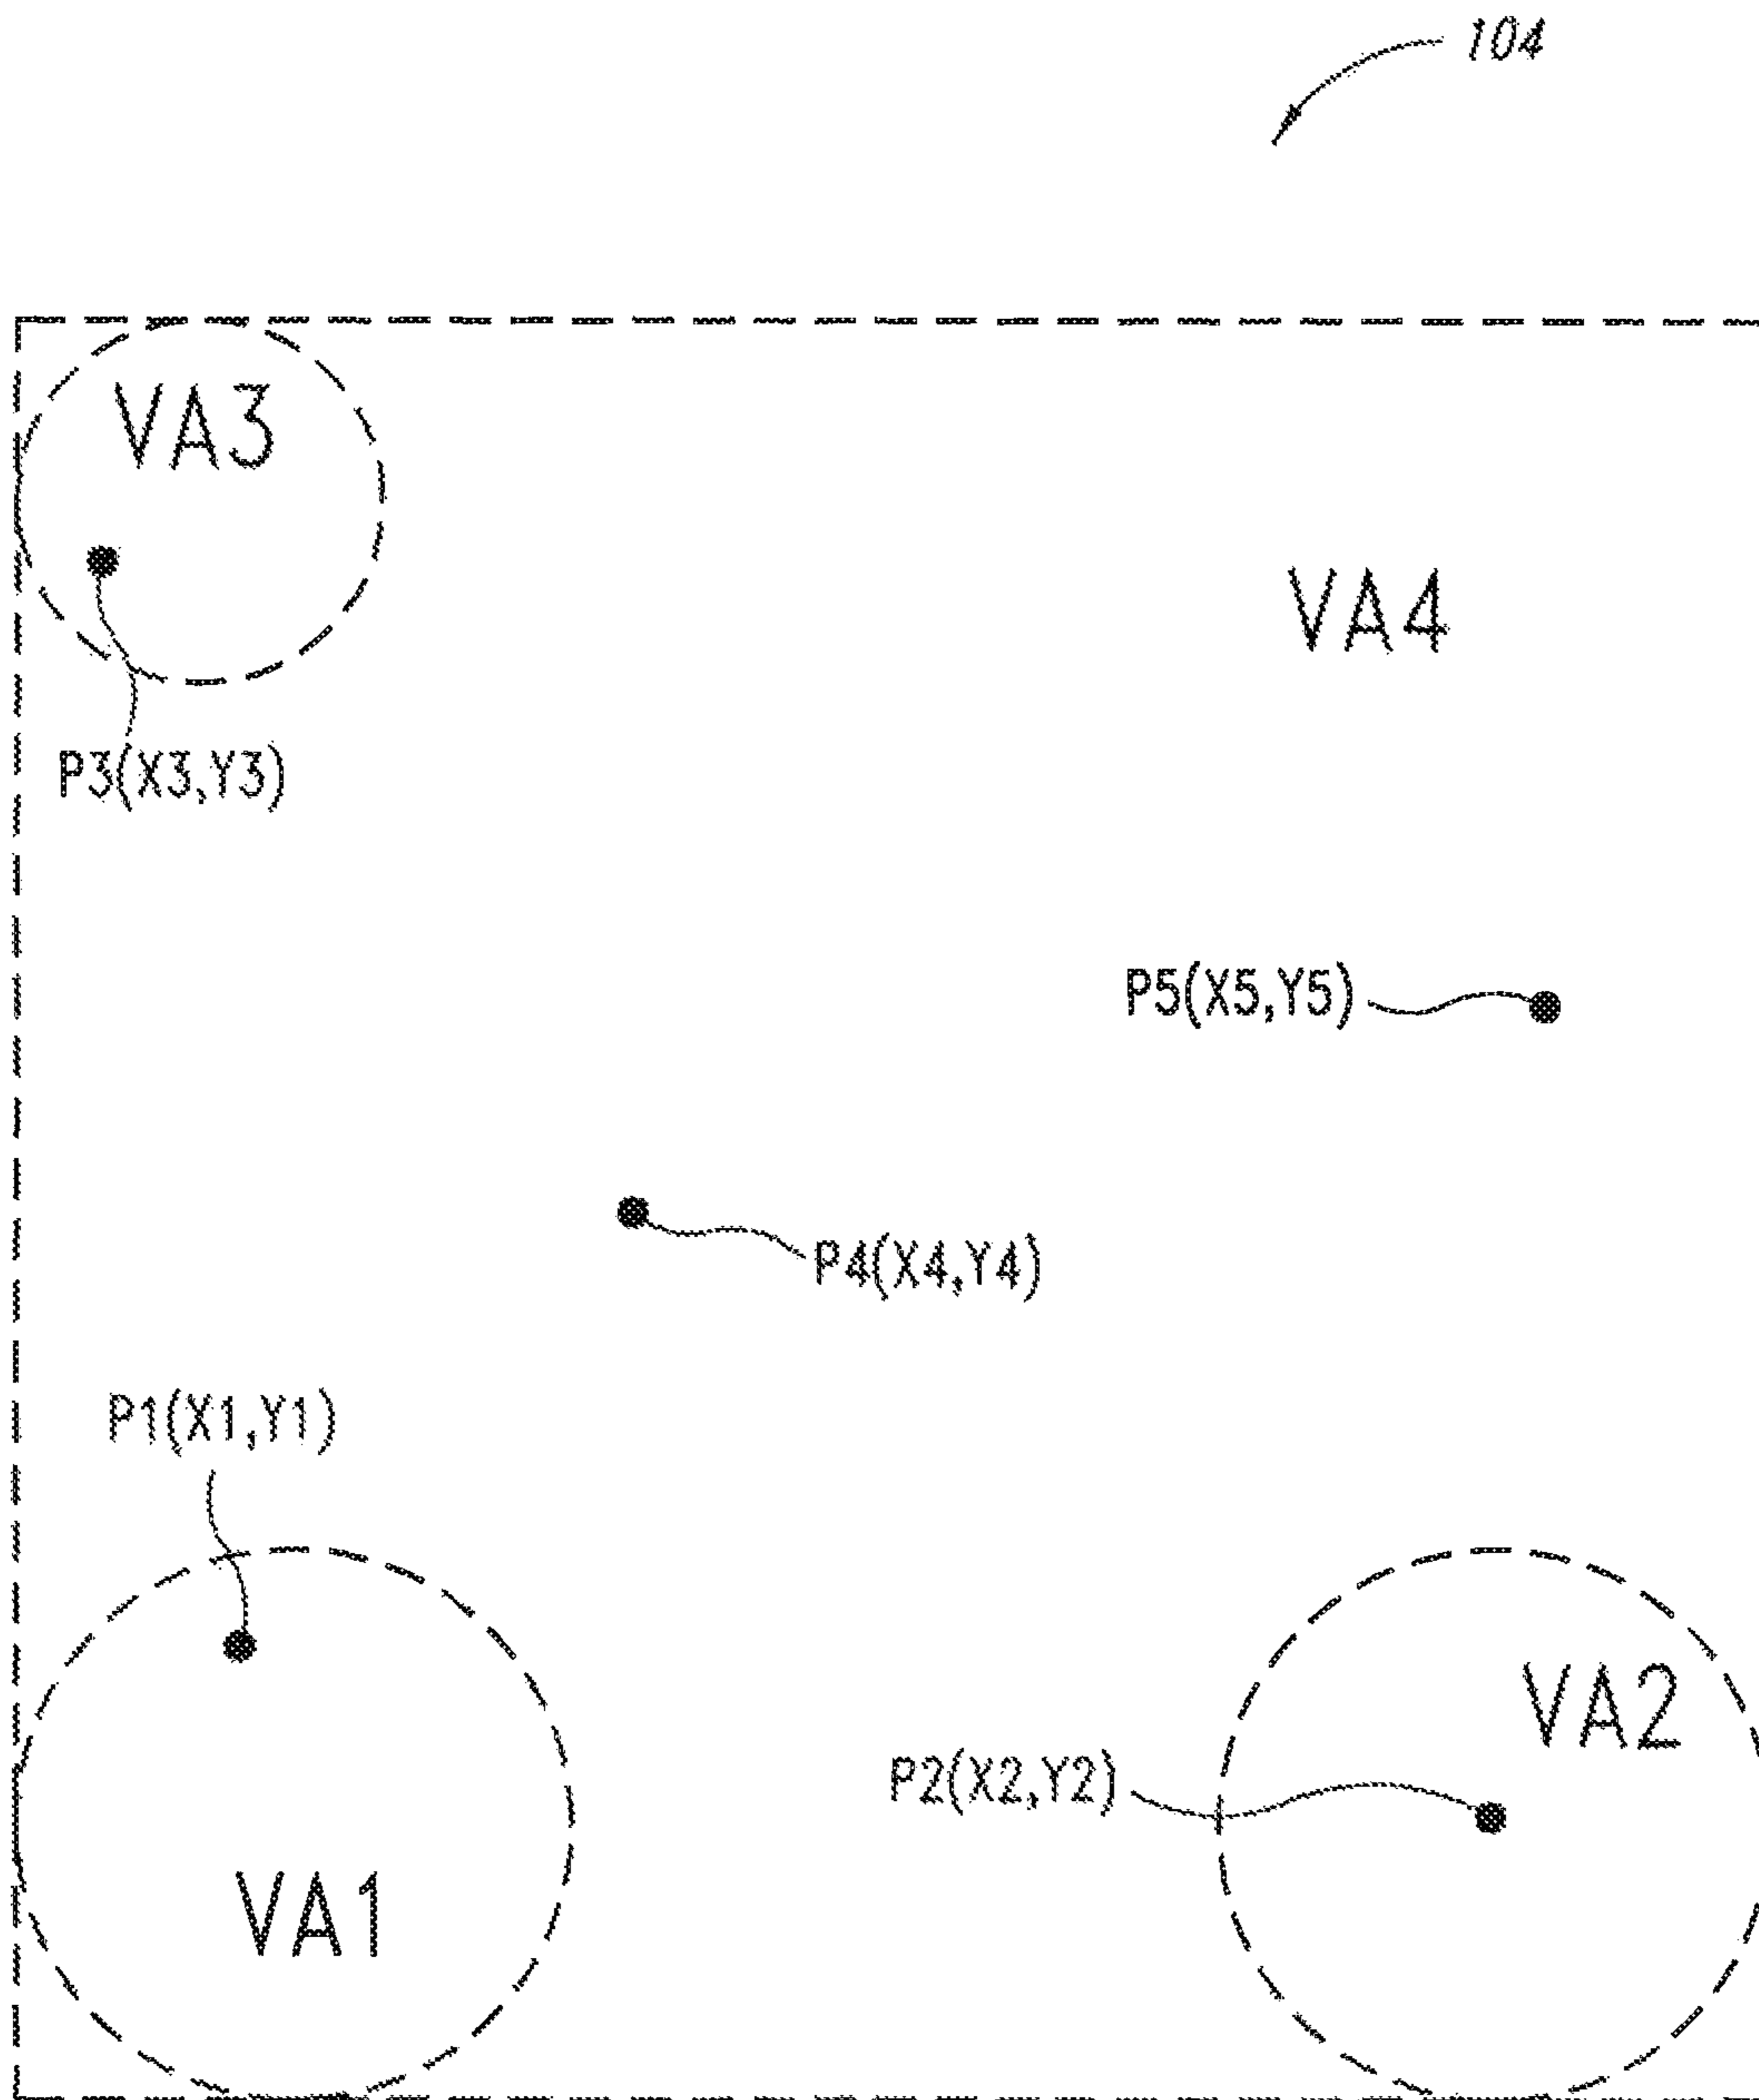 104
VA3
VA4
P3(X3,Y3)
P5(X5,Y5)
P4(X4,Y4)
P1(X1,Y1)
VA2
P2(X2,Y2)
VA1